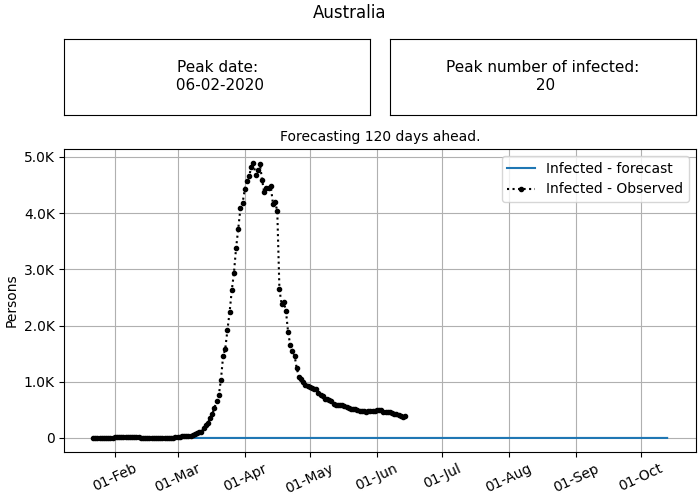 Australia
Peak date:
06-02-2020
Peak number of infected:
20
Forecasting 120 days ahead.
Infected - forecast
Infected - Observed
Persons
5.0K
4.0K
3.0K
2.0K
1.0K
0
01-Feb
01-Mar
01-Apr
01-May
01-Jun
01-Jul
01-Aug
01-Sep
01-Oct